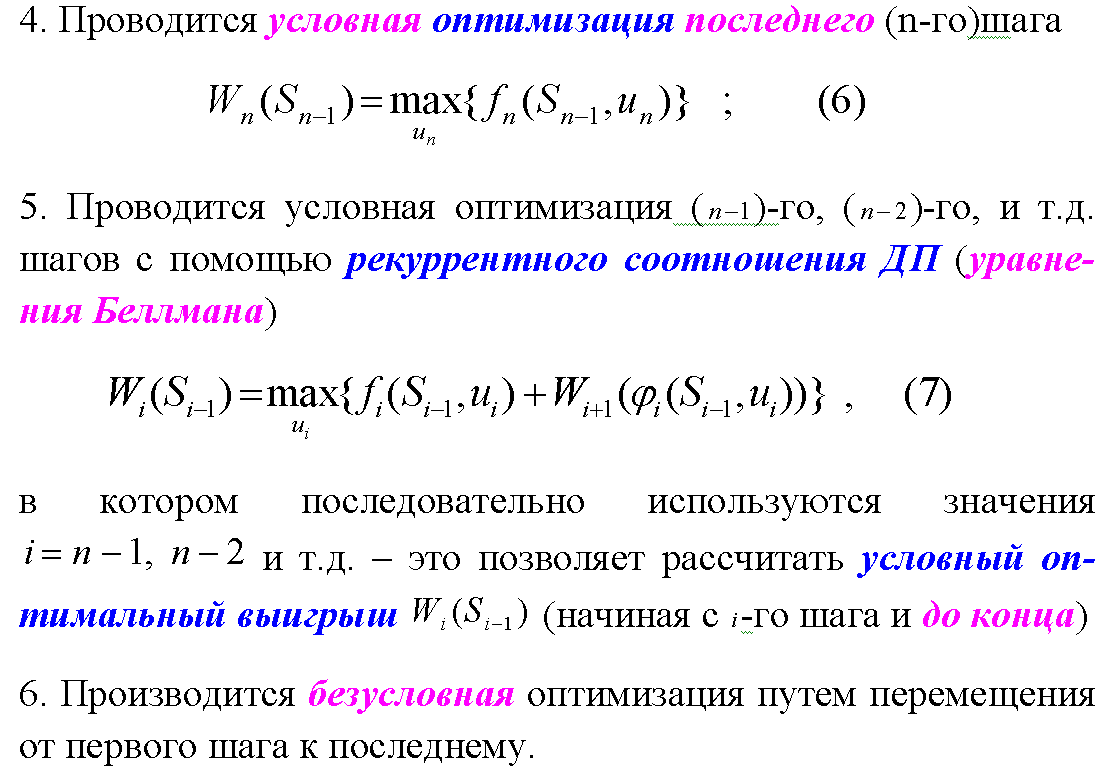 4. Проводится условная оптимизация последнего (n-го)шага
W_n(S_{n-1})=max_{u_n}{f_n(S_{n-1},u_n)} ; (6)
5. Проводится условная оптимизация (n−1)-го, (n−2)-го, и т.д.
шагов с помощью рекуррентного соотношения ДП (уравне-
ния Беллмана)
W_i(S_{i-1})=max_{u_i}{f_i(S_{i-1},u_i)+W_{i+1}(φ_i(S_{i-1},u_i))} , (7)
в котором последовательно используются значения
i = n − 1, n − 2 и т.д. – это позволяет рассчитать условный оп-
тимальный выигрыш W_i(S_{i-1}) (начиная с i-го шага и до конца)
6. Производится безусловная оптимизация путем перемещения
от первого шага к последнему.